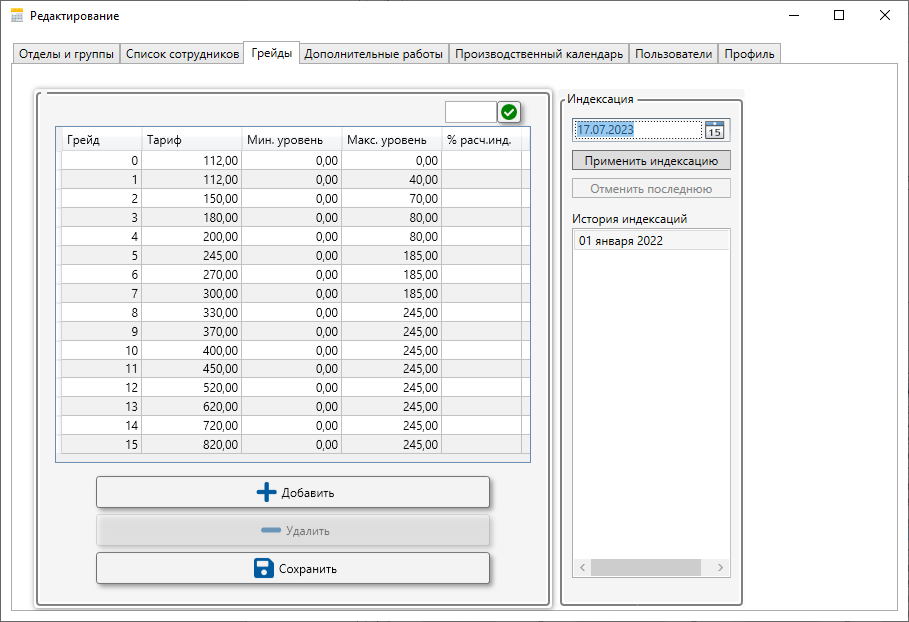 Редактирование
Отделы и группы Список сотрудников Грейды Дополнительные работы Производственный календарь Пользователи Профиль
Грейд Тариф Мин. уровень Макс. уровень % расч.инд.
0 112,00 0,00 0,00
1 112,00 0,00 40,00
2 150,00 0,00 70,00
3 180,00 0,00 80,00
4 200,00 0,00 80,00
5 245,00 0,00 185,00
6 270,00 0,00 185,00
7 300,00 0,00 185,00
8 330,00 0,00 245,00
9 370,00 0,00 245,00
10 400,00 0,00 245,00
11 450,00 0,00 245,00
12 520,00 0,00 245,00
13 620,00 0,00 245,00
14 720,00 0,00 245,00
15 820,00 0,00 245,00
Добавить
Удалить
Сохранить
Индексация
17.07.2023 15
Применить индексацию
Отменить последнюю
История индексаций
01 января 2022